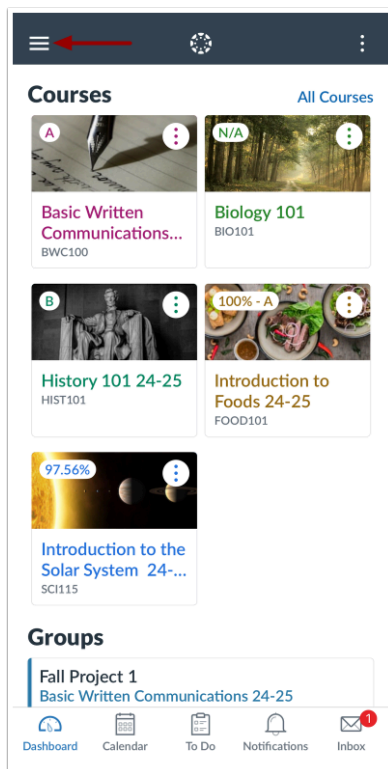 Courses
All Courses
A
N/A
Basic Written
Communications...
BWC100
Biology 101
BIO101
B
100% - A
History 101 24-25
HIST101
Introduction to
Foods 24-25
FOOD101
97.56%
Introduction to the
Solar System 24-...
SCI115
Groups
Fall Project 1
Basic Written Communications 24-25
1
Dashboard
Calendar
To Do
Notifications
Inbox